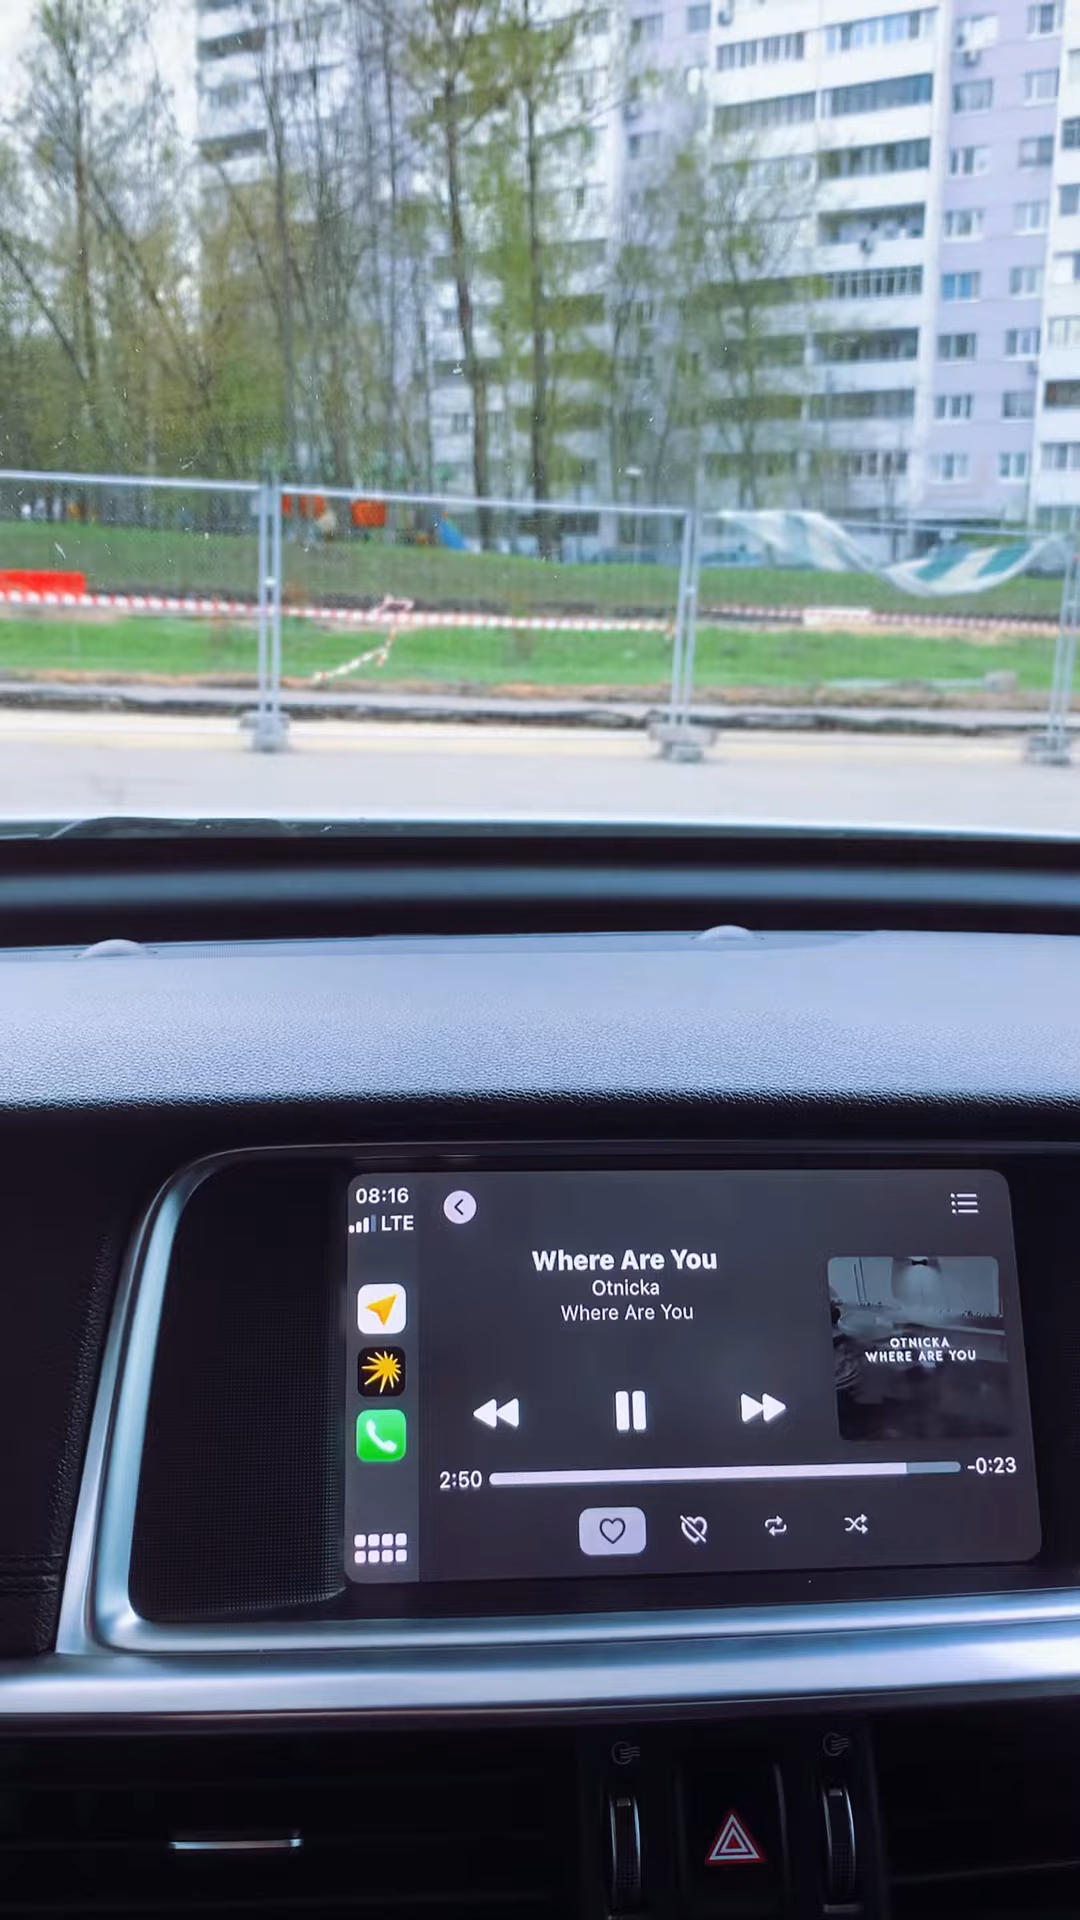 08:16
LTE
Where Are You
Otnicka
Where Are You
OTNICKA
WHERE ARE YOU
2:50
-0:23